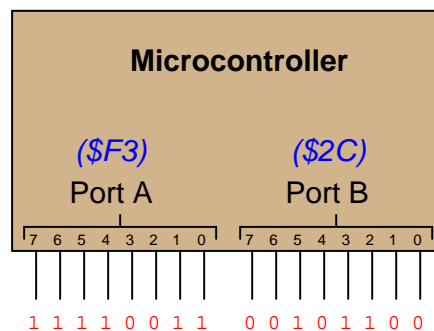 Microcontroller
($F3) ($2C)
Port A Port B
7 6 5 4 3 2 1 0 7 6 5 4 3 2 1 0
1 1 1 1 0 0 1 1 0 0 1 0 1 1 0 0